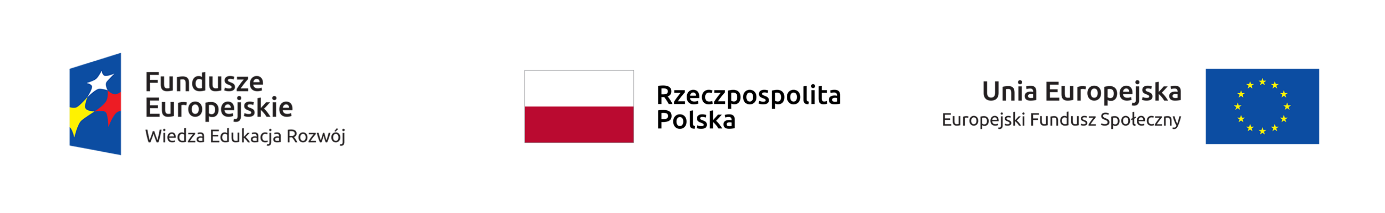 Fundusze
Europejskie
Wiedza Edukacja Rozwój
Rzeczpospolita
Polska
Unia Europejska
Europejski Fundusz Społeczny